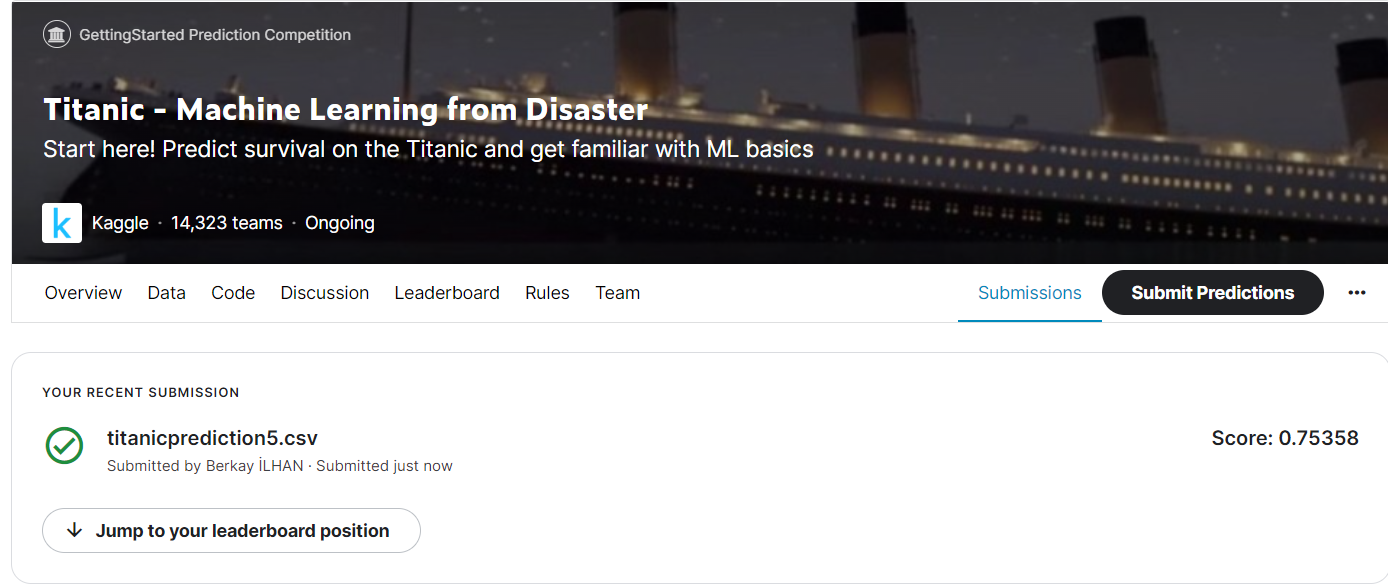 GettingStarted Prediction Competition
Titanic - Machine Learning from Disaster
Start here! Predict survival on the Titanic and get familiar with ML basics
k Kaggle · 14,323 teams · Ongoing
Overview Data Code Discussion Leaderboard Rules Team Submissions Submit Predictions ...
YOUR RECENT SUBMISSION
titanicprediction5.csv Score: 0.75358
Submitted by Berkay İLHAN · Submitted just now
Jump to your leaderboard position